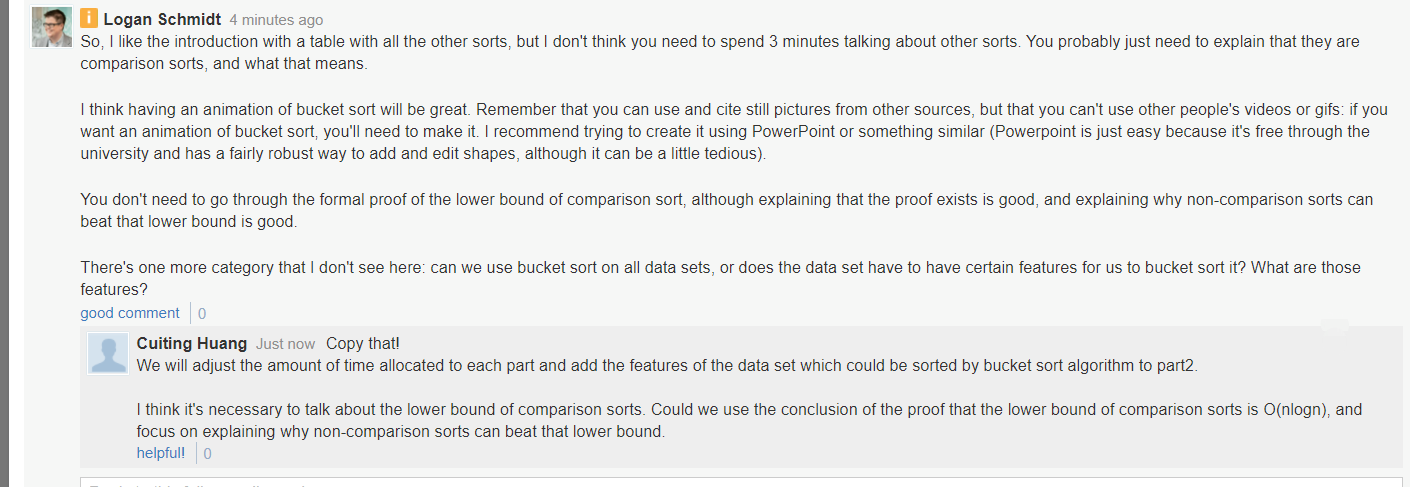 i Logan Schmidt 4 minutes ago
So, I like the introduction with a table with all the other sorts, but I don't think you need to spend 3 minutes talking about other sorts. You probably just need to explain that they are
comparison sorts, and what that means.
I think having an animation of bucket sort will be great. Remember that you can use and cite still pictures from other sources, but that you can't use other people's videos or gifs: if you
want an animation of bucket sort, you'll need to make it. I recommend trying to create it using PowerPoint or something similar (Powerpoint is just easy because it's free through the
university and has a fairly robust way to add and edit shapes, although it can be a little tedious).
You don't need to go through the formal proof of the lower bound of comparison sort, although explaining that the proof exists is good, and explaining why non-comparison sorts can
beat that lower bound is good.
There's one more category that I don't see here: can we use bucket sort on all data sets, or does the data set have to have certain features for us to bucket sort it? What are those
features?
good comment 0
Cuiting Huang Just now Copy that!
We will adjust the amount of time allocated to each part and add the features of the data set which could be sorted by bucket sort algorithm to part2.
I think it's necessary to talk about the lower bound of comparison sorts. Could we use the conclusion of the proof that the lower bound of comparison sorts is O(nlogn), and
focus on explaining why non-comparison sorts can beat that lower bound.
helpful! 0